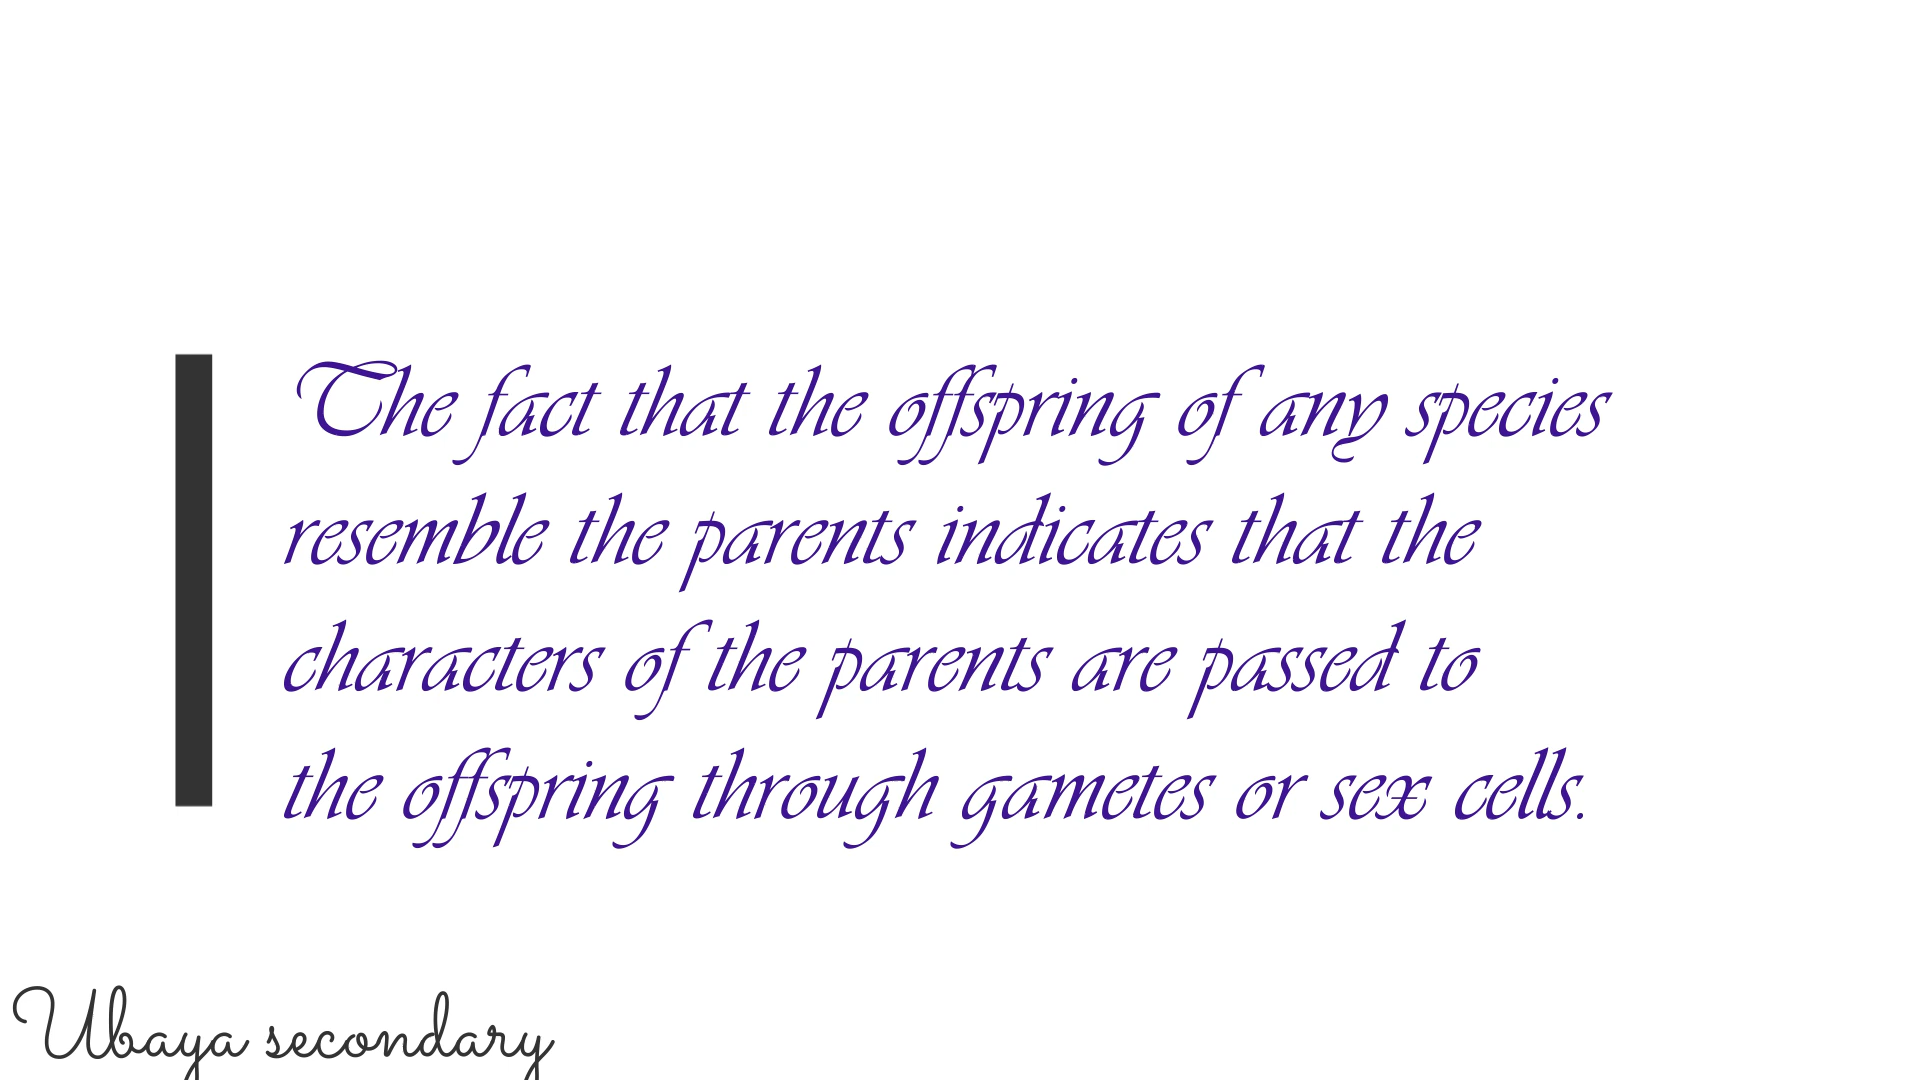 The fact that the offspring of any species
resemble the parents indicates that the
characters of the parents are passed to
the offspring through gametes or sex cells.
Ubaya secondary